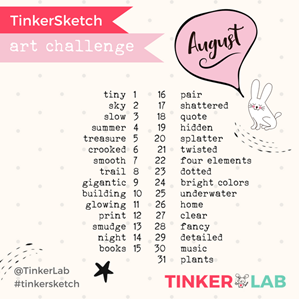 TinkerSketch
art challenge
August
tiny 1 16 pair
sky 2 17 shattered
slow 3 18 quote
summer 4 19 hidden
treasure 5 20 splatter
crooked 6 21 twisted
smooth 7 22 four elements
trail 8 23 dotted
gigantic 9 24 bright colors
building 10 25 underwater
glowing 11 26 home
print 12 27 clear
smudge 13 28 fancy
night 14 29 detailed
books 15 30 music
31 plants
@TinkerLab
#tinkersketch
TINKER LAB